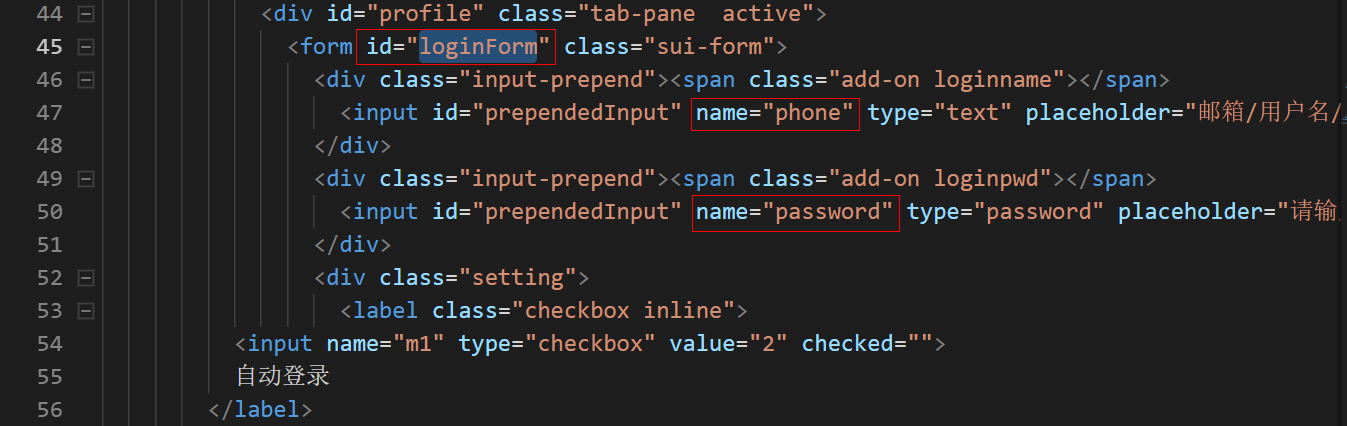 44 <div id="profile" class="tab-pane  active">
45 <form id="loginForm" class="sui-form">
46 <div class="input-prepend"><span class="add-on loginname"></span>
47 <input id="prependedInput" name="phone" type="text" placeholder="邮箱/用户名/
48 </div>
49 <div class="input-prepend"><span class="add-on loginpwd"></span>
50 <input id="prependedInput" name="password" type="password" placeholder="请输
51 </div>
52 <div class="setting">
53 <label class="checkbox inline">
54 <input name="m1" type="checkbox" value="2" checked="">
55 自动登录
56 </label>